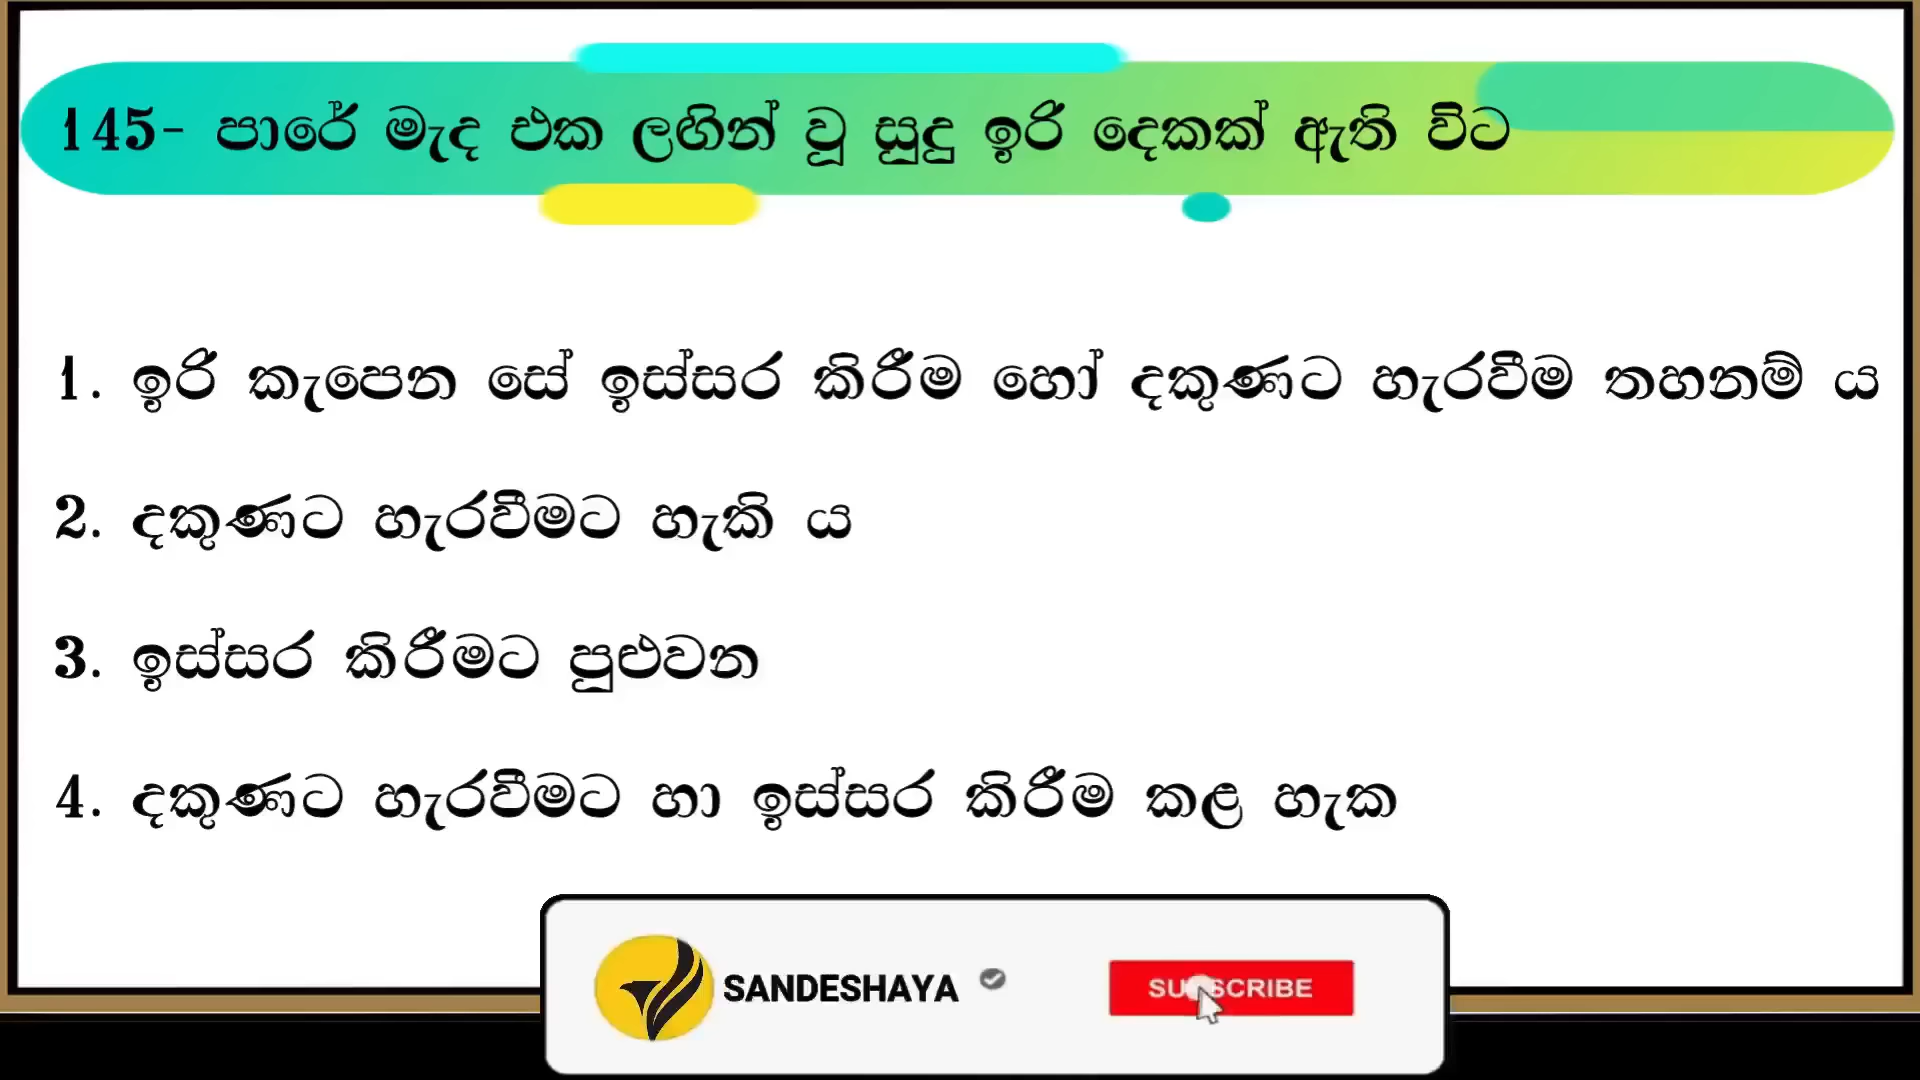 145- පාරේ මැද එක ලඟින් වූ සුදු ඉරි දෙකක් ඇති විට
1. ඉරි කැපෙන සේ ඉස්සර කිරීම හෝ දකුණට හැරවීම තහනම් ය
2. දකුණට හැරවීමට හැකි ය
3. ඉස්සර කිරීමට පුළුවන
4. දකුණට හැරවීමට හා ඉස්සර කිරීම කළ හැක
SANDESHAYA
SUBSCRIBE